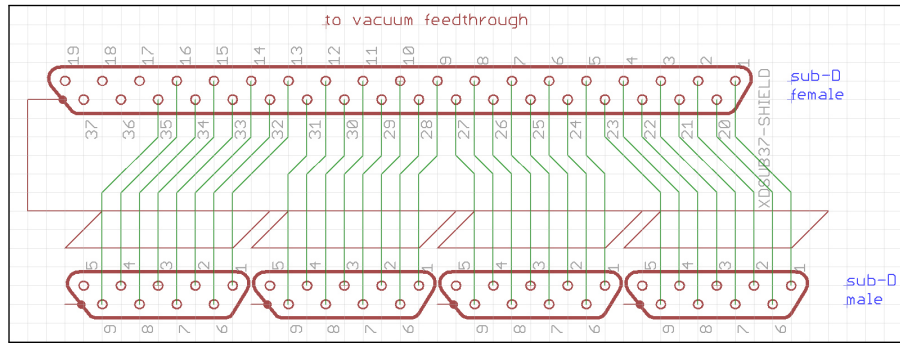 to vacuum feedthrough
19 18 17 16 15 14 13 12 11 10 9 8 7 6 5 4 3 2 1
sub-D
female
37 36 35 34 33 32 31 30 29 28 27 26 25 24 23 22 21 20
XDSUB37-SHIELD
5 4 3 2 1 5 4 3 2 1 5 4 3 2 1 5 4 3 2 1
sub-D
male
9 8 7 6 9 8 7 6 9 8 7 6 9 8 7 6